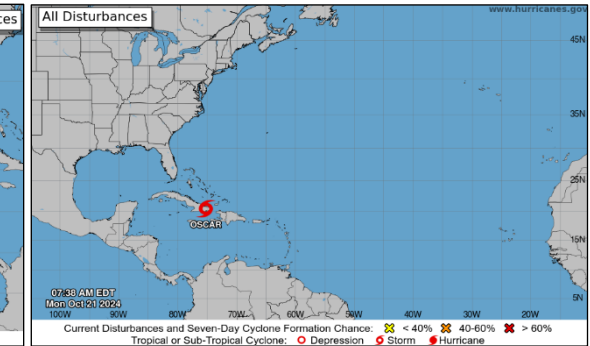 ces
All Disturbances
www.hurricanes.gov
45N
35N
25N
OSCAR
15N
07:38 AM EDT
Mon Oct 21 2024
5N
100W 90W 80W 70W 60W 50W 40W 30W 20W
Current Disturbances and Seven-Day Cyclone Formation Chance: < 40% 40-60% > 60%
Tropical or Sub-Tropical Cyclone: Depression Storm Hurricane